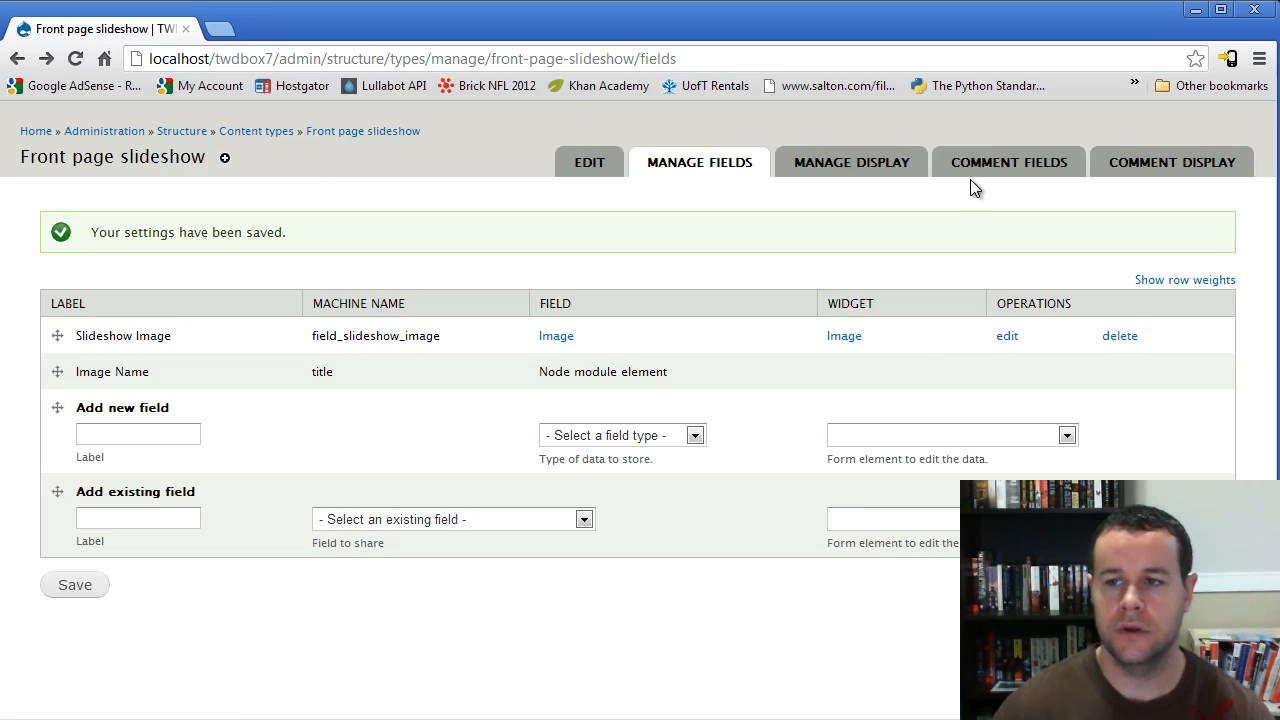 Front page slideshow | TWI
localhost/twdbox7/admin/structure/types/manage/front-page-slideshow/fields
Google AdSense - R... My Account Hostgator Lullabot API Brick NFL 2012 Khan Academy UofT Rentals www.salton.com/fil... The Python Standar... » Other bookmarks
Home » Administration » Structure » Content types » Front page slideshow
Front page slideshow
EDIT MANAGE FIELDS MANAGE DISPLAY COMMENT FIELDS COMMENT DISPLAY
Your settings have been saved.
Show row weights
LABEL MACHINE NAME FIELD WIDGET OPERATIONS
Slideshow Image field_slideshow_image Image Image edit delete
Image Name title Node module element
Add new field
- Select a field type -
Label Type of data to store. Form element to edit the data.
Add existing field
- Select an existing field -
Label Field to share Form element to edit the
Save